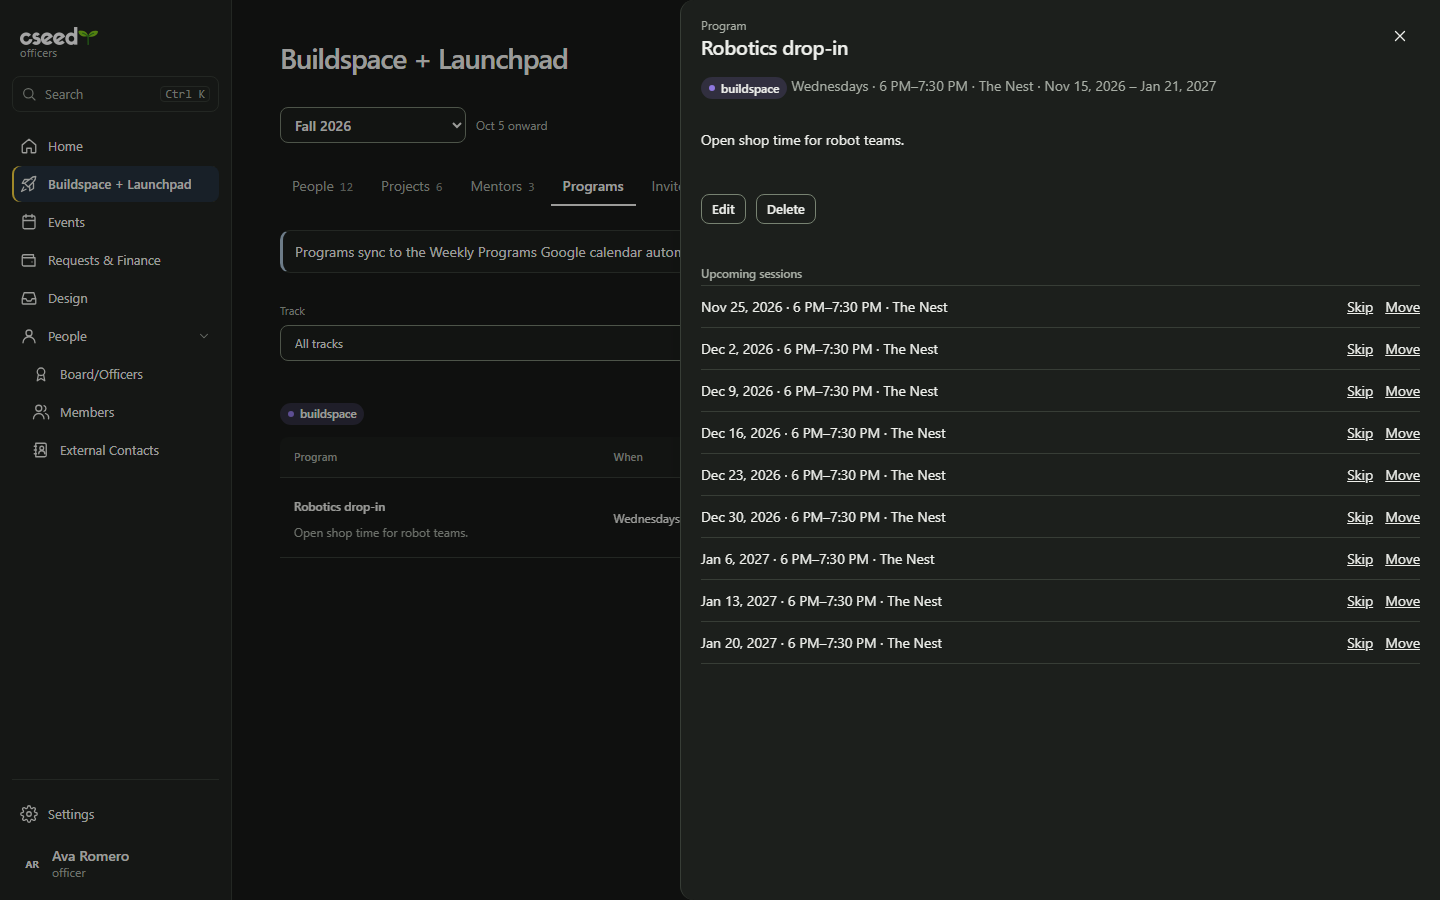 cseed
officers
Search Ctrl K
Home
Buildspace + Launchpad
Events
Requests & Finance
Design
People
Board/Officers
Members
External Contacts
Settings
AR
Ava Romero
officer
Buildspace + Launchpad
Fall 2026 Oct 5 onward
People 12 Projects 6 Mentors 3 Programs
Programs sync to the Weekly Programs Google calendar
Track
All tracks
buildspace
Program When
Robotics drop-in
Open shop time for robot teams.
Wednesdays
Program
Robotics drop-in
buildspace Wednesdays · 6 PM–7:30 PM · The Nest · Nov 15, 2026 – Jan 21, 2027
Open shop time for robot teams.
Edit Delete
Upcoming sessions
Nov 25, 2026 · 6 PM–7:30 PM · The Nest Skip Move
Dec 2, 2026 · 6 PM–7:30 PM · The Nest Skip Move
Dec 9, 2026 · 6 PM–7:30 PM · The Nest Skip Move
Dec 16, 2026 · 6 PM–7:30 PM · The Nest Skip Move
Dec 23, 2026 · 6 PM–7:30 PM · The Nest Skip Move
Dec 30, 2026 · 6 PM–7:30 PM · The Nest Skip Move
Jan 6, 2027 · 6 PM–7:30 PM · The Nest Skip Move
Jan 13, 2027 · 6 PM–7:30 PM · The Nest Skip Move
Jan 20, 2027 · 6 PM–7:30 PM · The Nest Skip Move